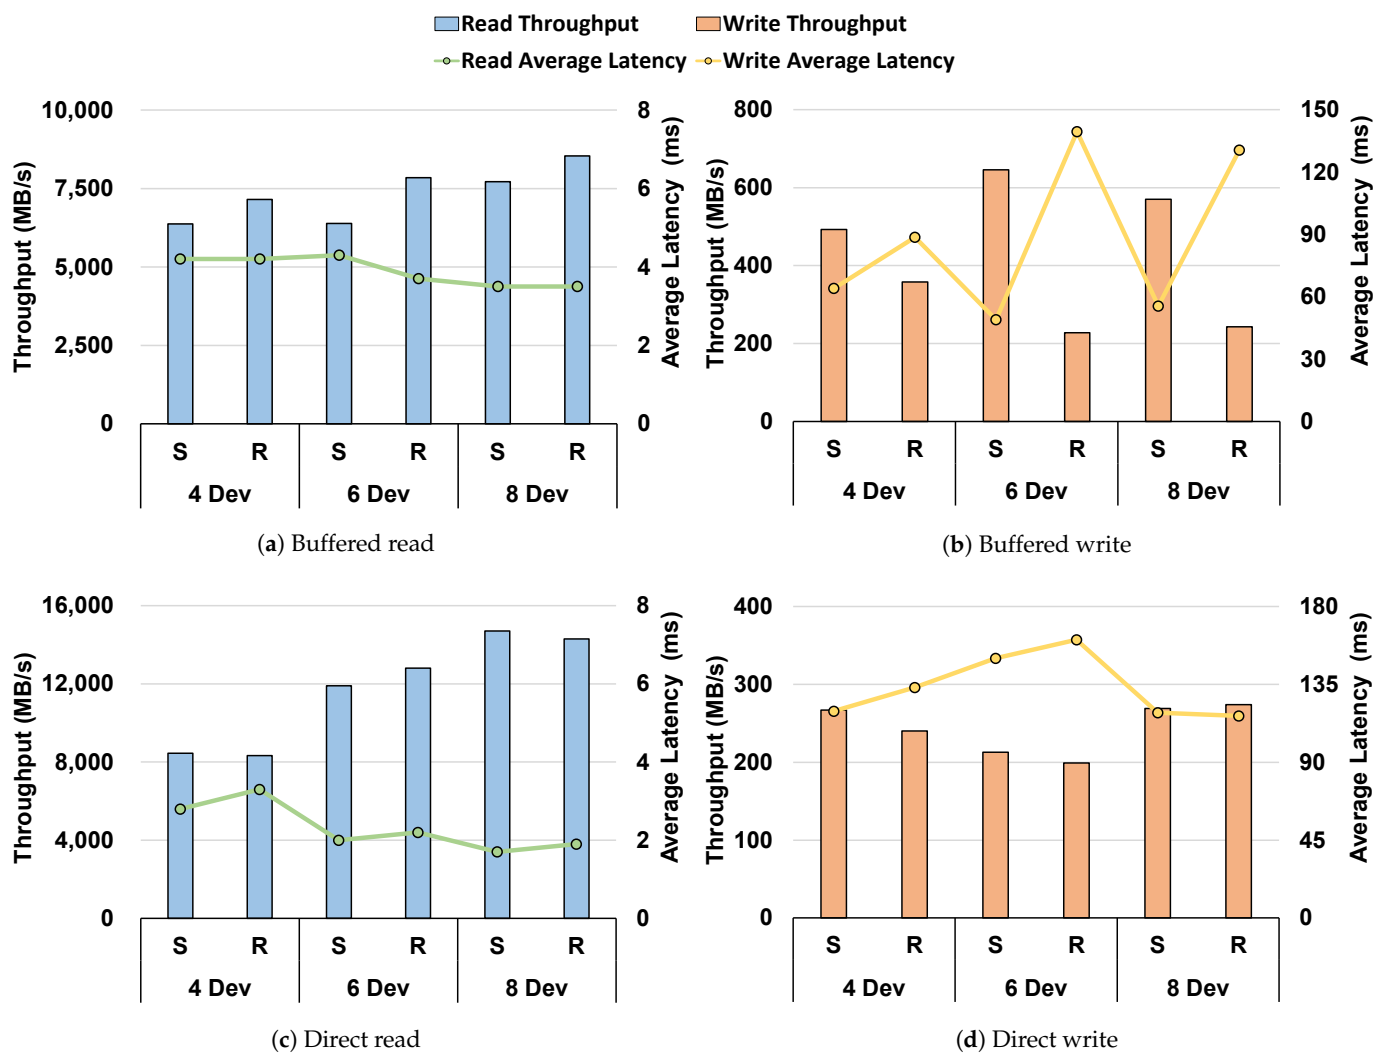 Read Throughput Write Throughput
Read Average Latency Write Average Latency
Throughput (MB/s)
10,000
7,500
5,000
2,500
0
8
6
4
2
0
Average Latency (ms)
S R S R S R
4 Dev 6 Dev 8 Dev
(a) Buffered read
Throughput (MB/s)
800
600
400
200
0
150
120
90
60
30
0
Average Latency (ms)
S R S R S R
4 Dev 6 Dev 8 Dev
(b) Buffered write
Throughput (MB/s)
16,000
12,000
8,000
4,000
0
8
6
4
2
0
Average Latency (ms)
S R S R S R
4 Dev 6 Dev 8 Dev
(c) Direct read
Throughput (MB/s)
400
300
200
100
0
180
135
90
45
0
Average Latency (ms)
S R S R S R
4 Dev 6 Dev 8 Dev
(d) Direct write